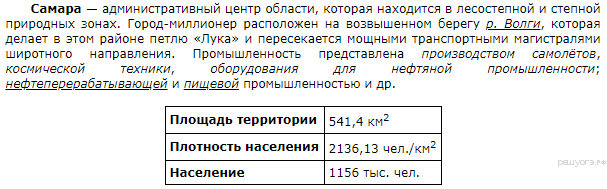 Самара — административный центр области, которая находится в лесостепной и степной
природных зонах. Город-миллионер расположен на возвышенном берегу р. Волги, которая
делает в этом районе петлю «Лука» и пересекается мощными транспортными магистралями
широтного направления. Промышленность представлена производством самолётов,
космической техники, оборудования для нефтяной промышленности;
нефтеперерабатывающей и пищевой промышленностью и др.
Площадь территории 541,4 км²
Плотность населения 2136,13 чел./км²
Население 1156 тыс. чел.
решуогэ.рф